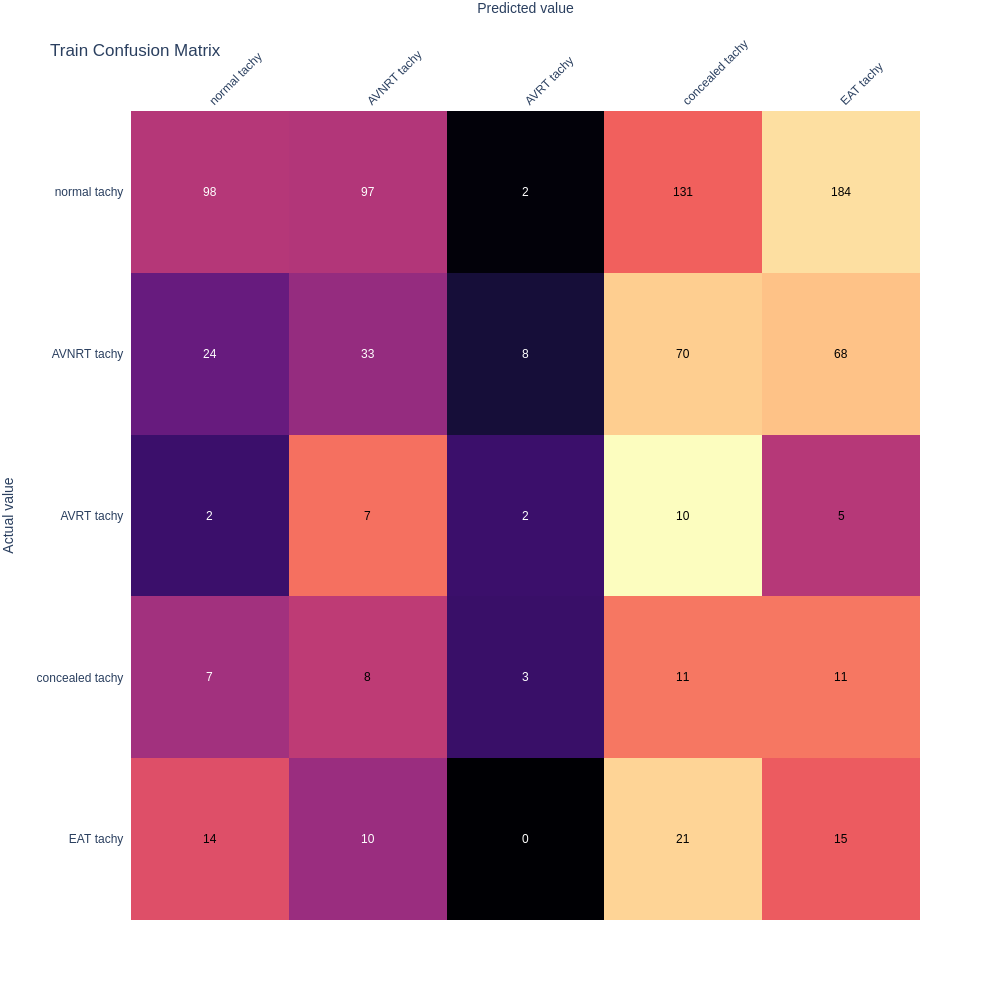 Predicted value
Train Confusion Matrix
normal tachy
AVNRT tachy
AVRT tachy
concealed tachy
EAT tachy
Actual value
normal tachy 98 97 2 131 184
AVNRT tachy 24 33 8 70 68
AVRT tachy 2 7 2 10 5
concealed tachy 7 8 3 11 11
EAT tachy 14 10 0 21 15